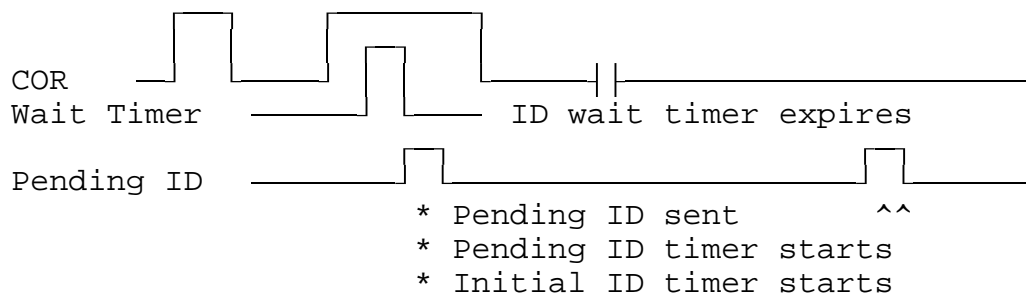 COR
Wait Timer ID wait timer expires
Pending ID
* Pending ID sent ^^
* Pending ID timer starts
* Initial ID timer starts